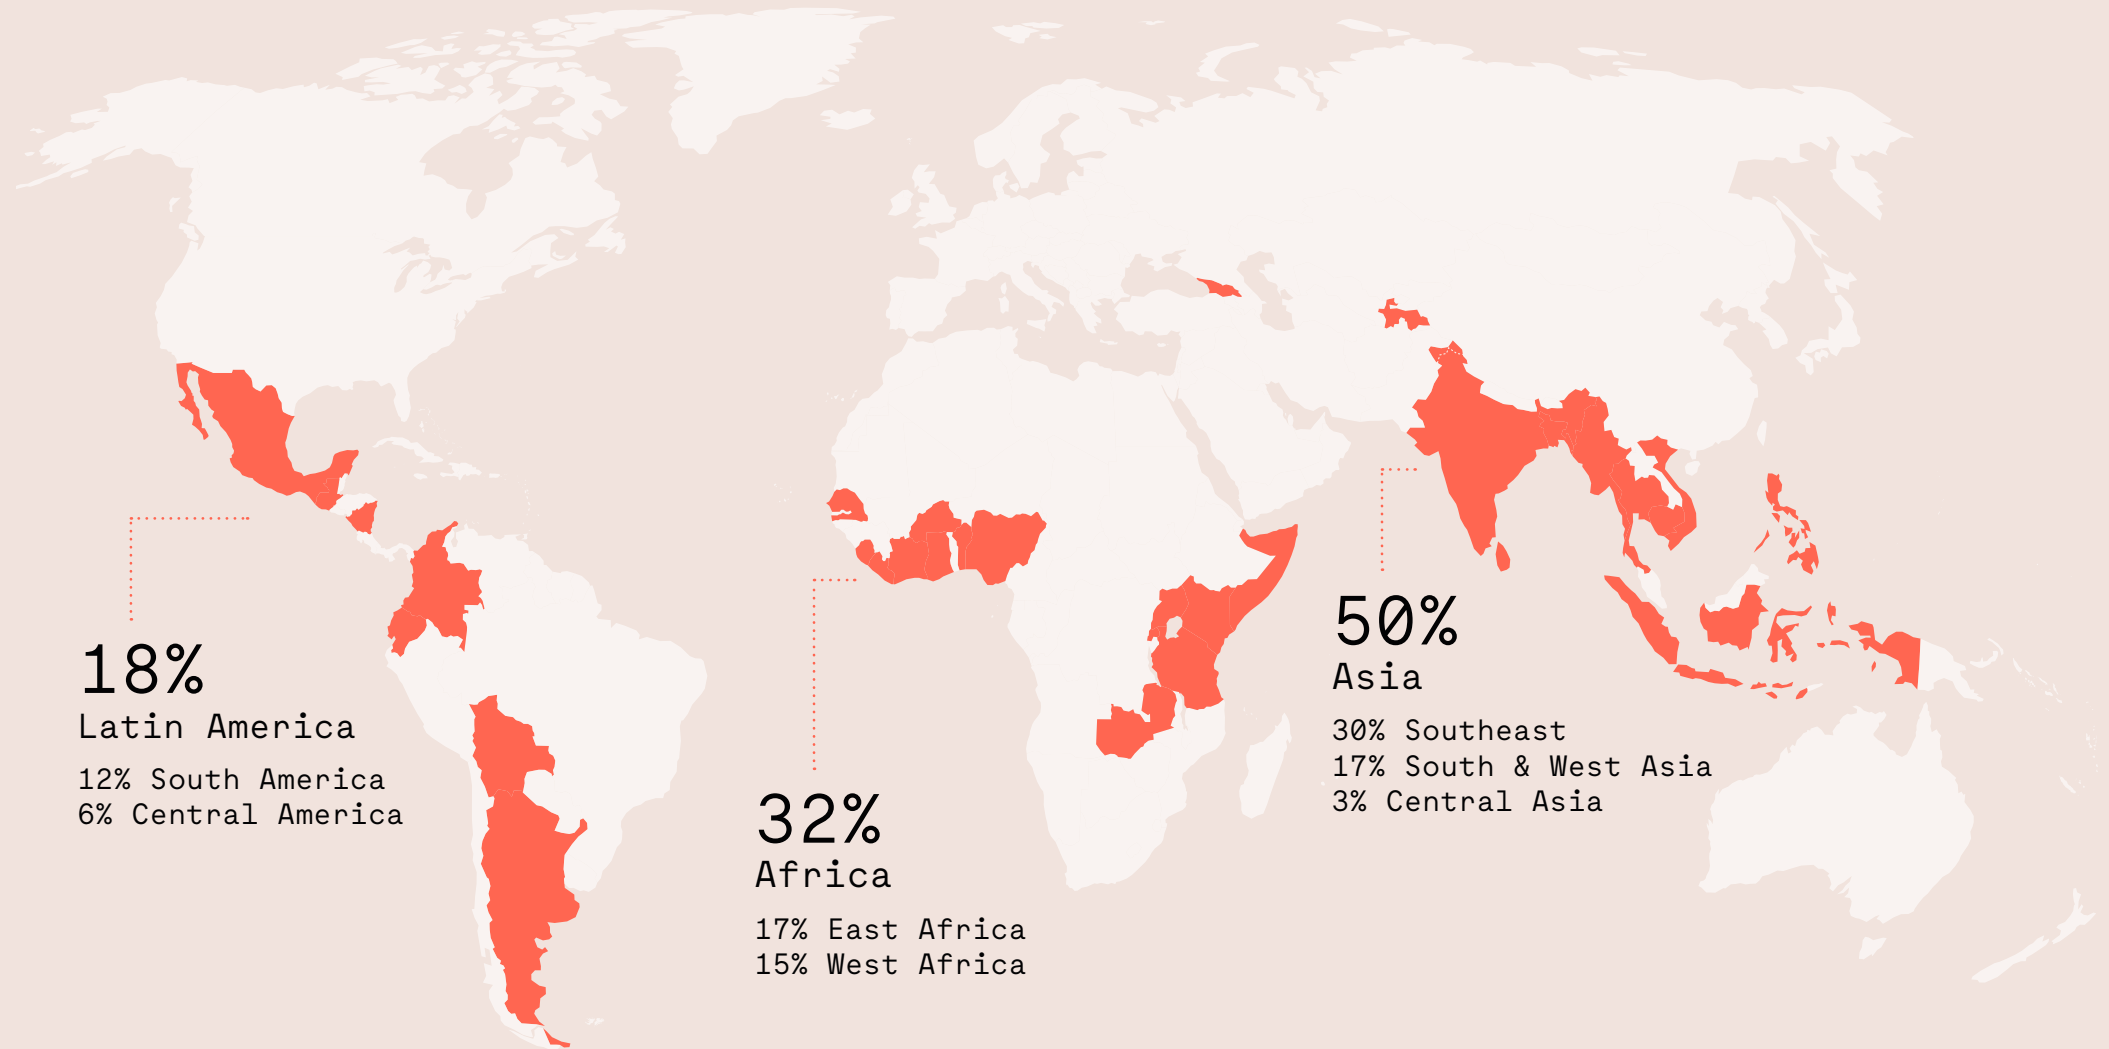 18%
Latin America
12% South America
6% Central America
32%
Africa
17% East Africa
15% West Africa
50%
Asia
30% Southeast
17% South & West Asia
3% Central Asia